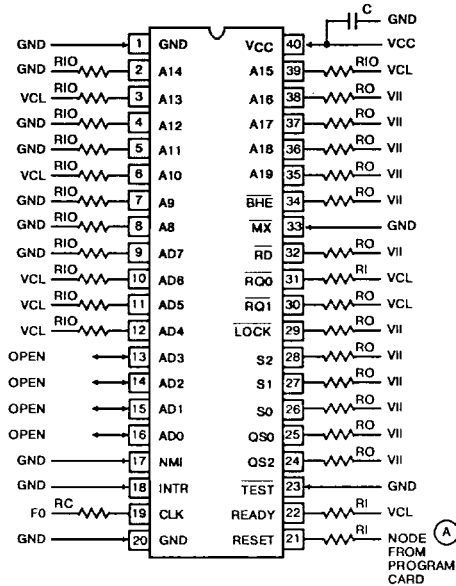 C GND
GND 1 GND VCC 40 VCC
GND RIO 2 A14 A15 39 RIO VCL
VCL RIO 3 A13 A16 38 RO VII
GND RIO 4 A12 A17 37 RO VII
GND RIO 5 A11 A18 36 RO VII
VCL RIO 6 A10 A19 35 RO VII
GND RIO 7 A9 BHE 34 RO VII
GND RIO 8 A8 MX 33 GND
GND RIO 9 AD7 RD 32 RO VII
VCL RIO 10 AD6 RQ0 31 RI VCL
VCL RIO 11 AD5 RQ1 30 RO VCL
VCL RIO 12 AD4 LOCK 29 RO VII
OPEN 13 AD3 S2 28 RO VII
OPEN 14 AD2 S1 27 RO VII
OPEN 15 AD1 S0 26 RO VII
OPEN 16 AD0 QS0 25 RO VII
GND 17 NMI QS2 24 RO VII
GND 18 INTR TEST 23 GND
F0 RC 19 CLK READY 22 RI VCL
GND 20 GND RESET 21 RI NODE A
FROM
PROGRAM
CARD